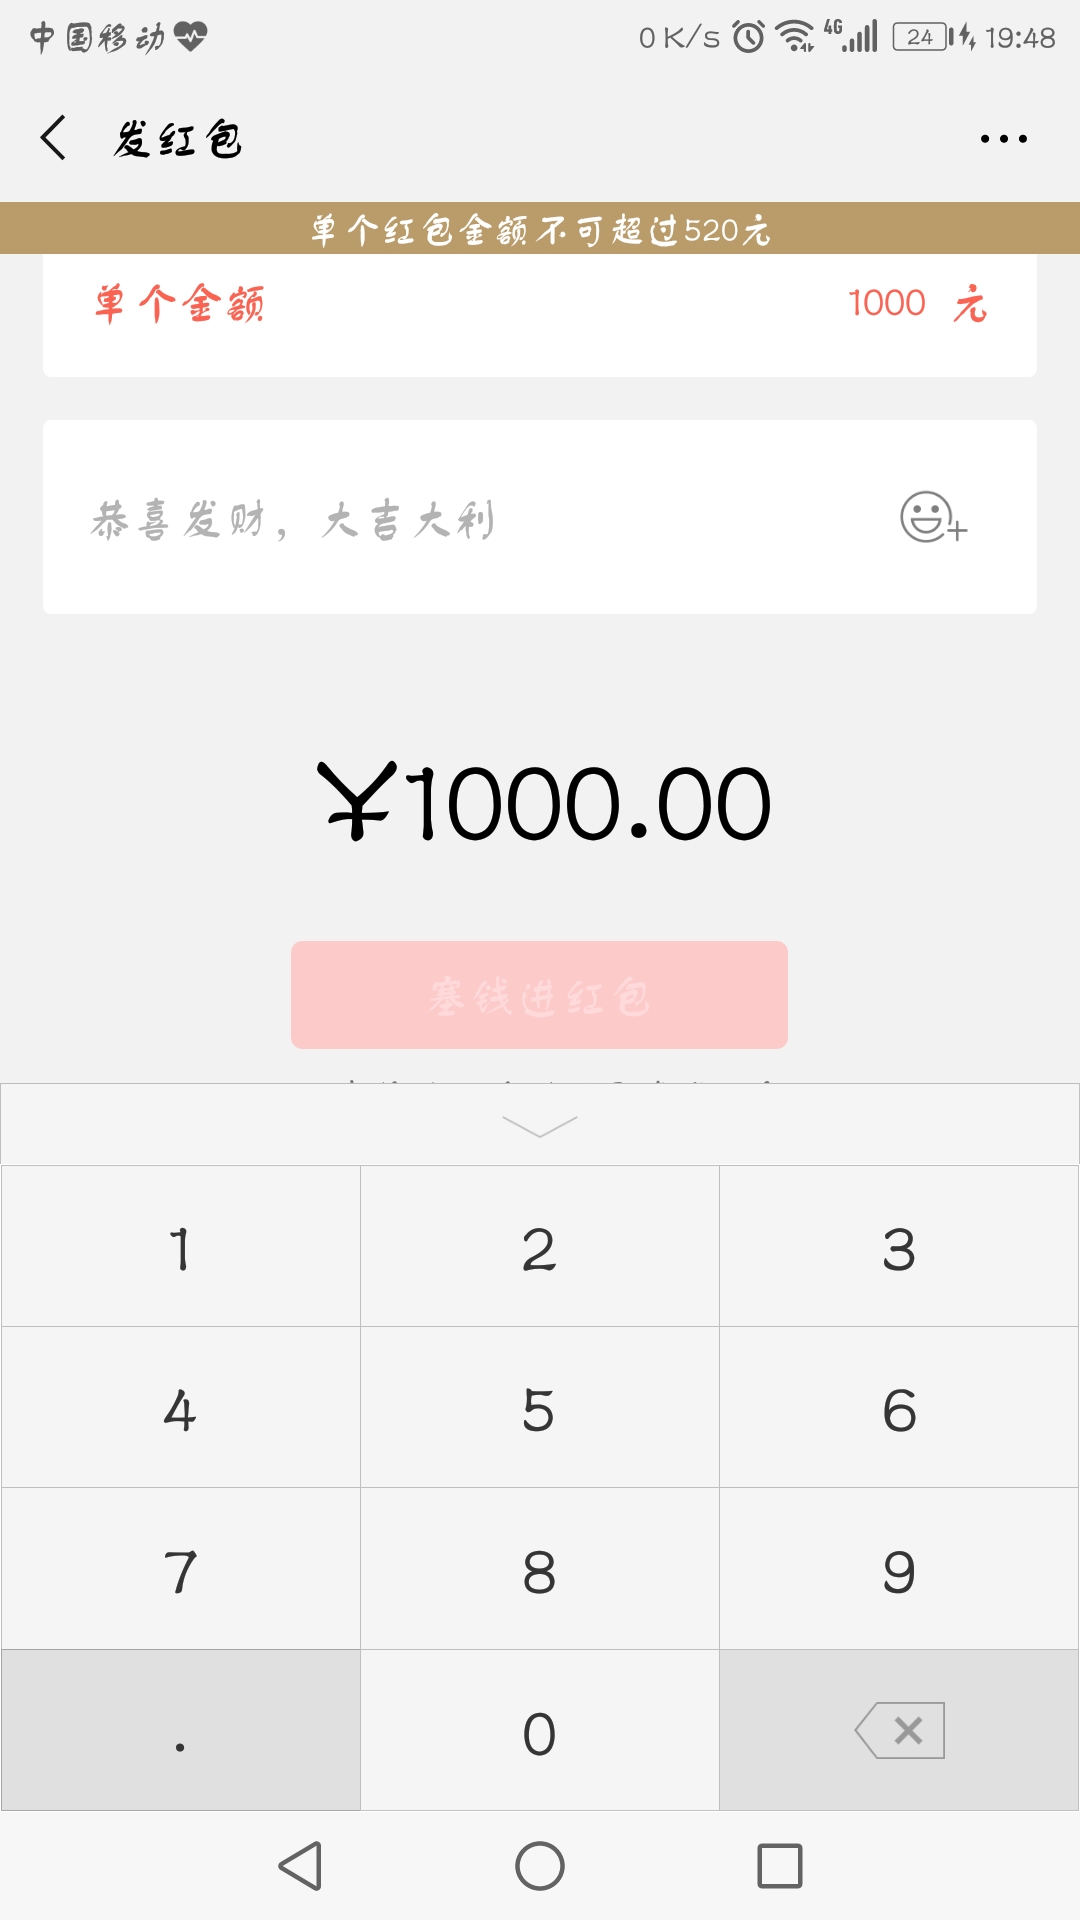 中国移动 0 K/s 4G 24 19:48
发红包
单个红包金额不可超过520元
单个金额 1000 元
恭喜发财，大吉大利
¥1000.00
塞钱进红包
1 2 3
4 5 6
7 8 9
. 0